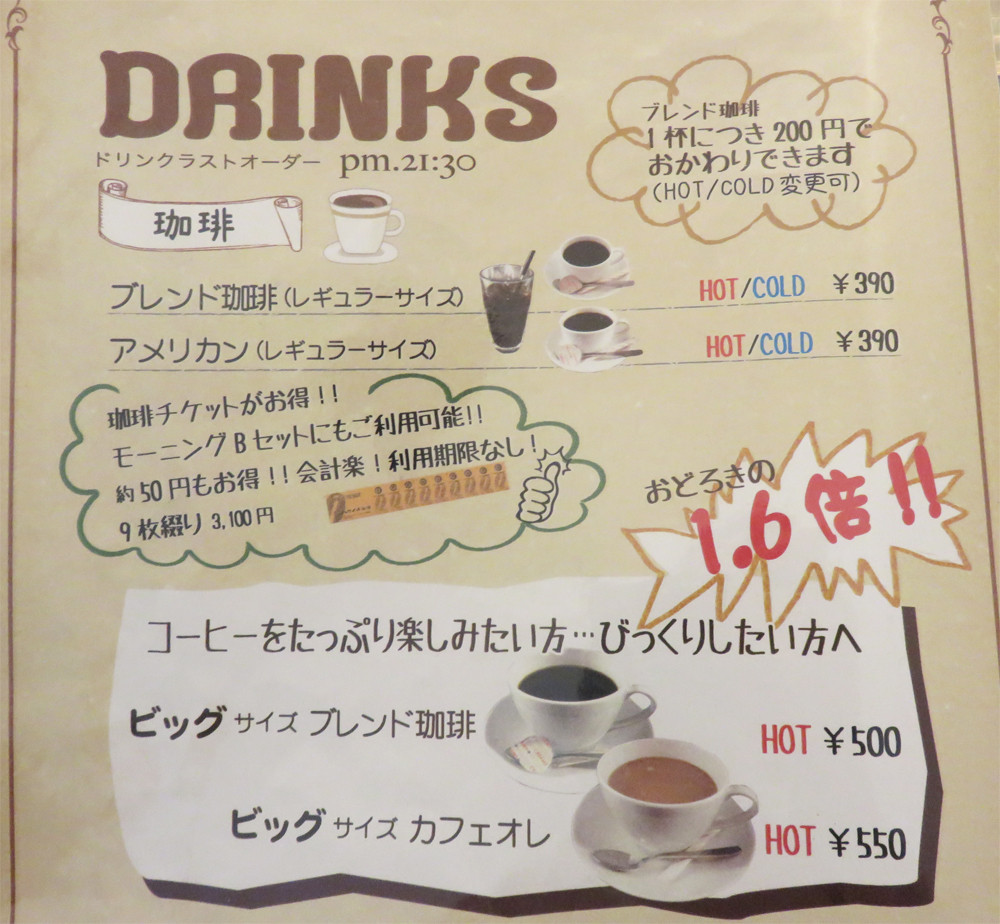 DRINKS
ドリンクラストオーダー pm.21:30
ブレンド珈琲
1杯につき200円で
おかわりできます
(HOT/COLD変更可)
珈琲
ブレンド珈琲(レギュラーサイズ) HOT/COLD ¥390
アメリカン(レギュラーサイズ) HOT/COLD ¥390
珈琲チケットがお得!!
モーニングBセットにもご利用可能!!
約50円もお得!!会計楽!利用期限なし!
9枚綴り 3,100円
おどろきの
1.6倍!!
コーヒーをたっぷり楽しみたい方…びっくりしたい方へ
ビッグサイズ ブレンド珈琲 HOT ¥500
ビッグサイズ カフェオレ HOT ¥550